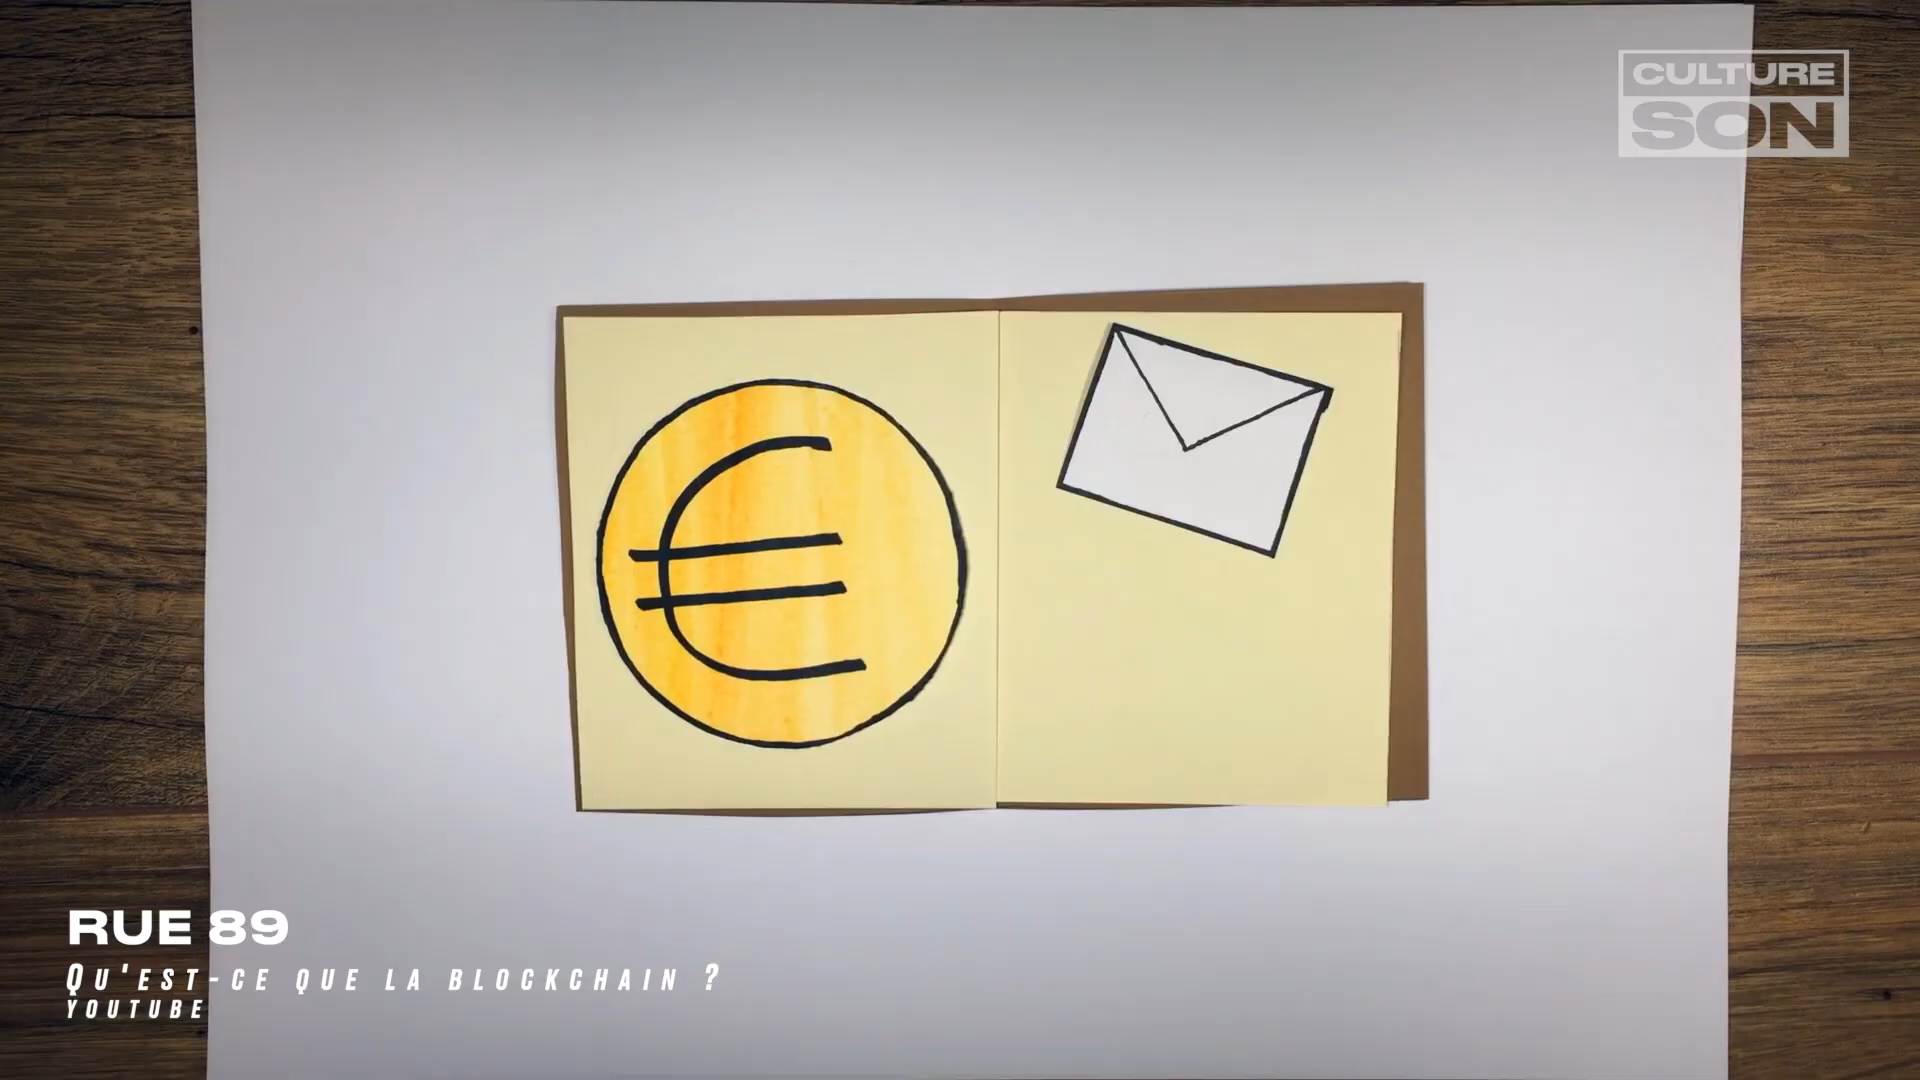 CULTURE
SON
€
RUE 89
QU'EST-CE QUE LA BLOCKCHAIN ?
YOUTUBE